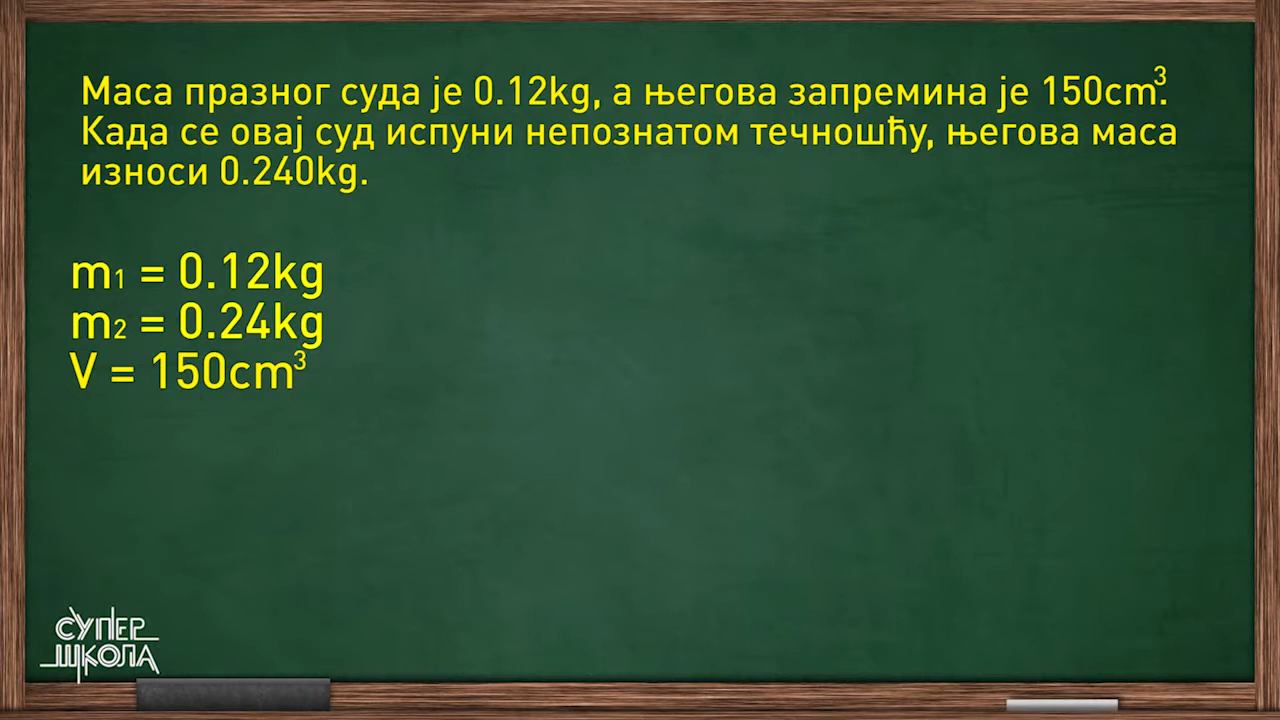 Маса празног суда је 0.12kg, а његова запремина је 150cm³.
Када се овај суд испуни непознатом течношћу, његова маса
износи 0.240kg.
m₁ = 0.12kg
m₂ = 0.24kg
V = 150cm³
СУПЕР
ШКОЛА